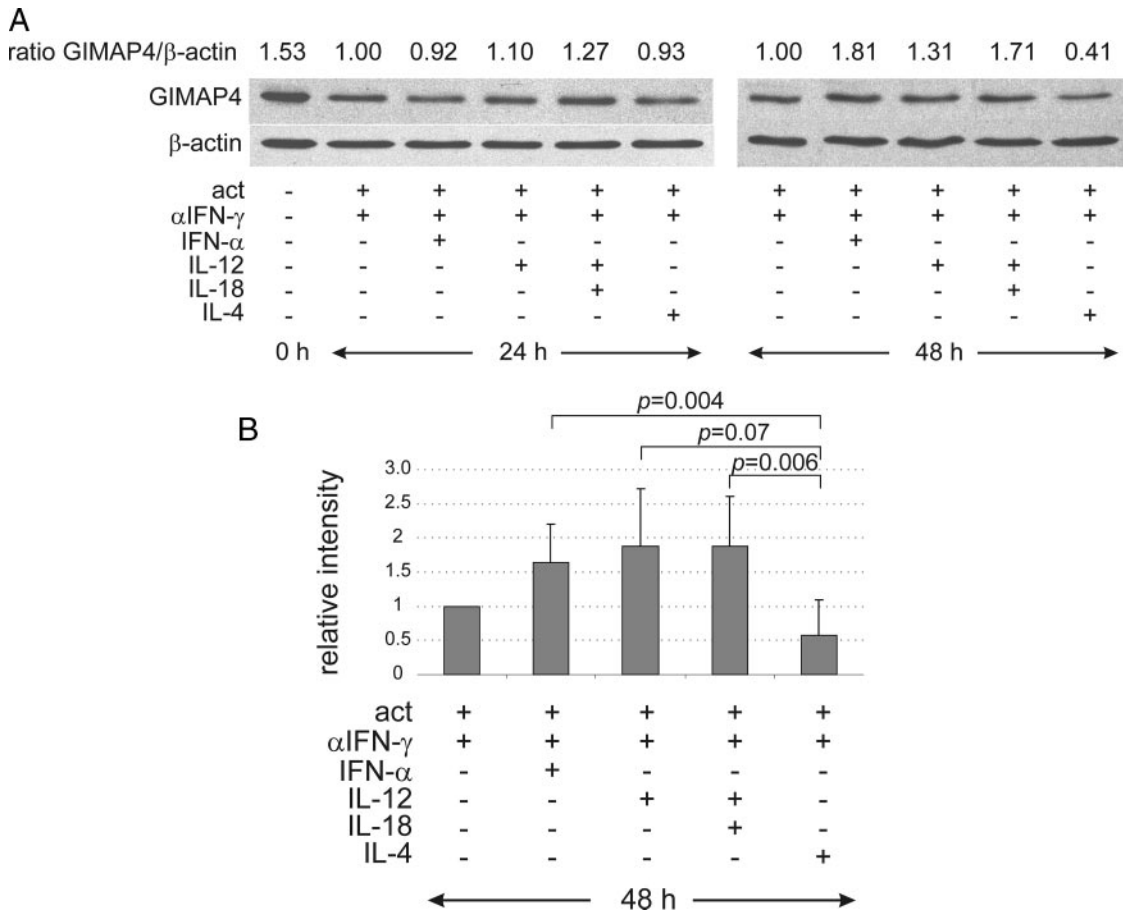 A
ratio GIMAP4/β-actin 1.53 1.00 0.92 1.10 1.27 0.93 1.00 1.81 1.31 1.71 0.41
GIMAP4
β-actin
act - + + + + + + + + + +
αIFN-γ - + + + + + + + + + +
IFN-α - - + - - - - + - - -
IL-12 - - - + + - - - + + -
IL-18 - - - - + - - - - + -
IL-4 - - - - - + - - - - +
0 h 24 h 48 h
B
p=0.004
p=0.07
p=0.006
relative intensity
3.0
2.5
2
1.5
1
0.5
0
act + + + + +
αIFN-γ + + + + +
IFN-α - + - - -
IL-12 - - + + -
IL-18 - - - + -
IL-4 - - - - +
48 h